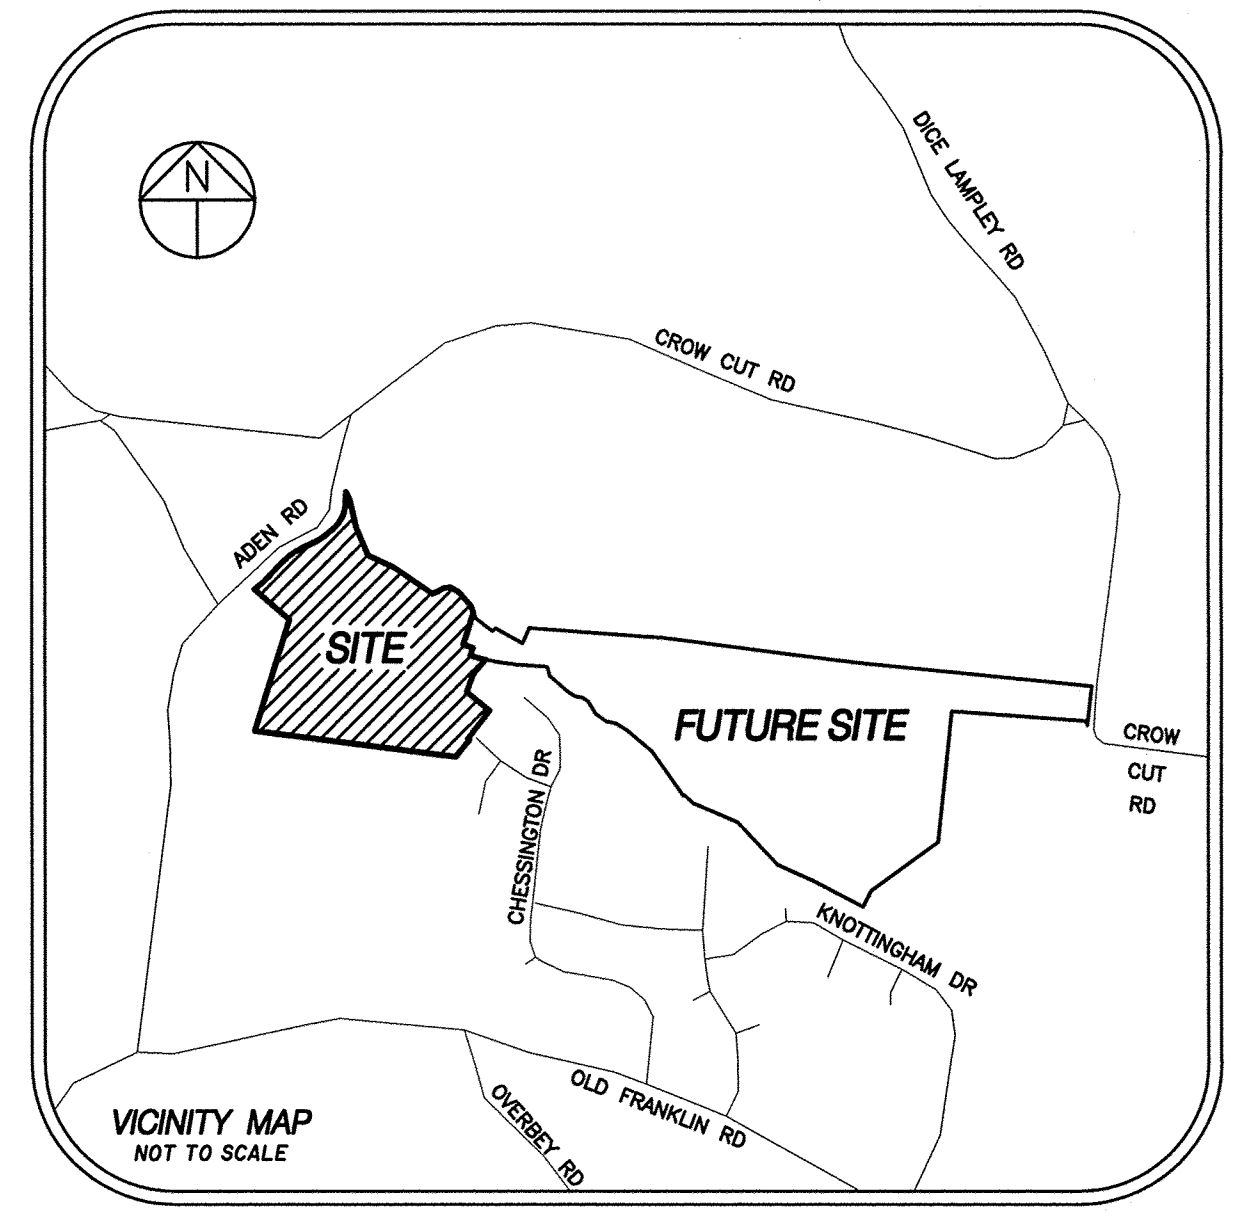 DICE LAMPLEY RD
N
CROW CUT RD
ADEN RD
SITE
FUTURE SITE
CROW
CUT
RD
CHESSINGTON DR
KNOTTINGHAM DR
OLD FRANKLIN RD
OVERBEY RD
VICINITY MAP
NOT TO SCALE